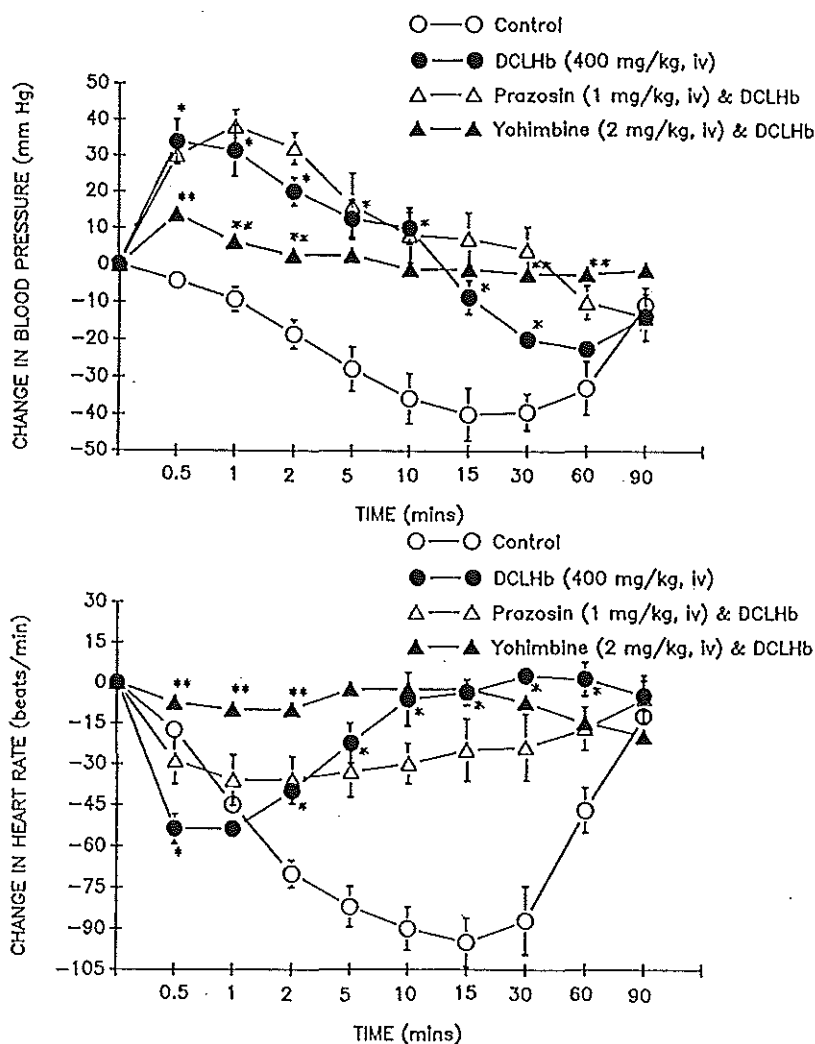 Control
DCLHb (400 mg/kg, iv)
Prazosin (1 mg/kg, iv) & DCLHb
Yohimbine (2 mg/kg, iv) & DCLHb
CHANGE IN BLOOD PRESSURE (mm Hg)
50
40
30
20
10
0
-10
-20
-30
-40
-50
*
*
*
*
*
*
*
**
**
**
**
**
0.5 1 2 5 10 15 30 60 90
TIME (mins)
Control
DCLHb (400 mg/kg, iv)
Prazosin (1 mg/kg, iv) & DCLHb
Yohimbine (2 mg/kg, iv) & DCLHb
CHANGE IN HEART RATE (beats/min)
30
15
0
-15
-30
-45
-60
-75
-90
-105
** ** **
*
*
*
*
*
*
*
0.5 1 2 5 10 15 30 60 90
TIME (mins)